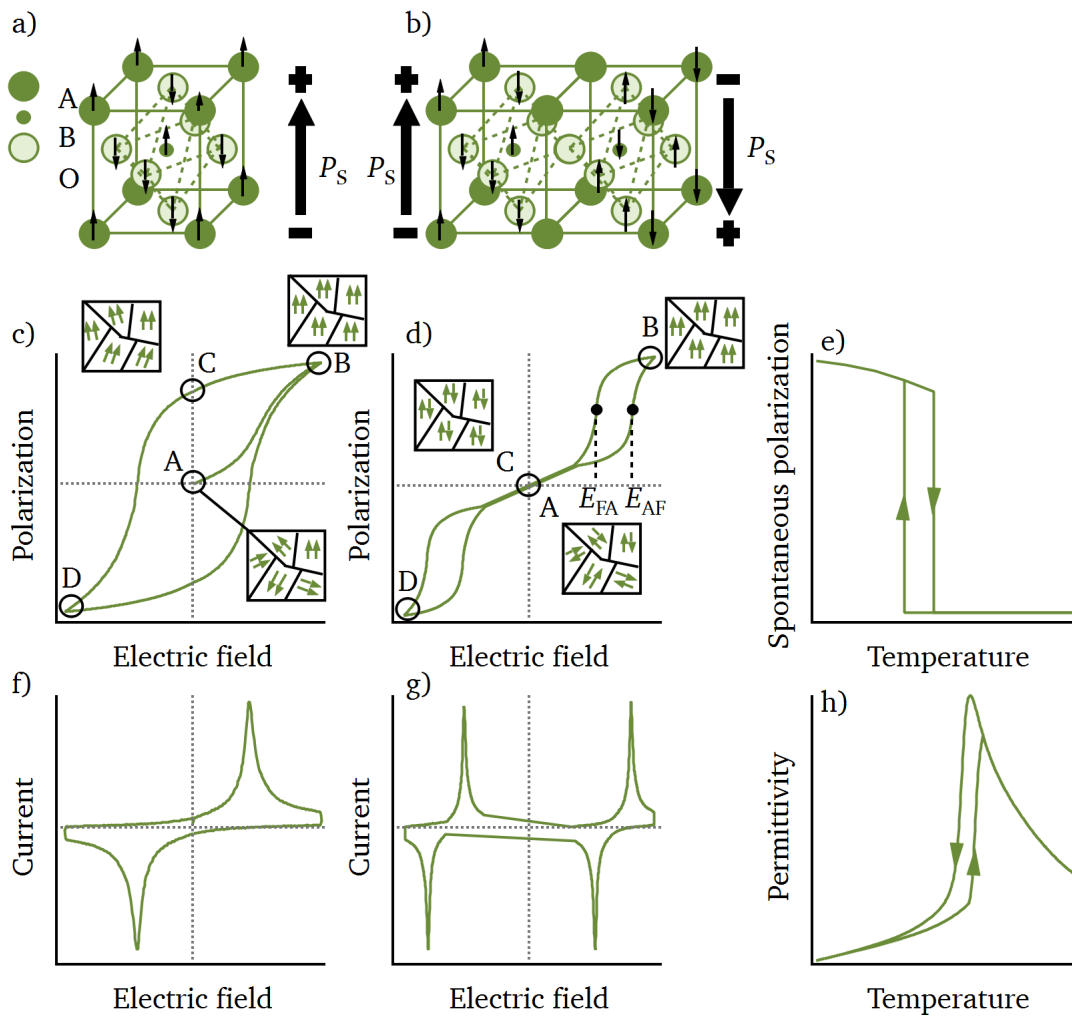 a)
b)
A
B
O
P_S
P_S
P_S
c)
C
B
A
D
Polarization
Electric field
d)
B
C
A
E_FA
E_AF
D
Polarization
Electric field
e)
Spontaneous polarization
Temperature
f)
Current
Electric field
g)
Current
Electric field
h)
Permittivity
Temperature